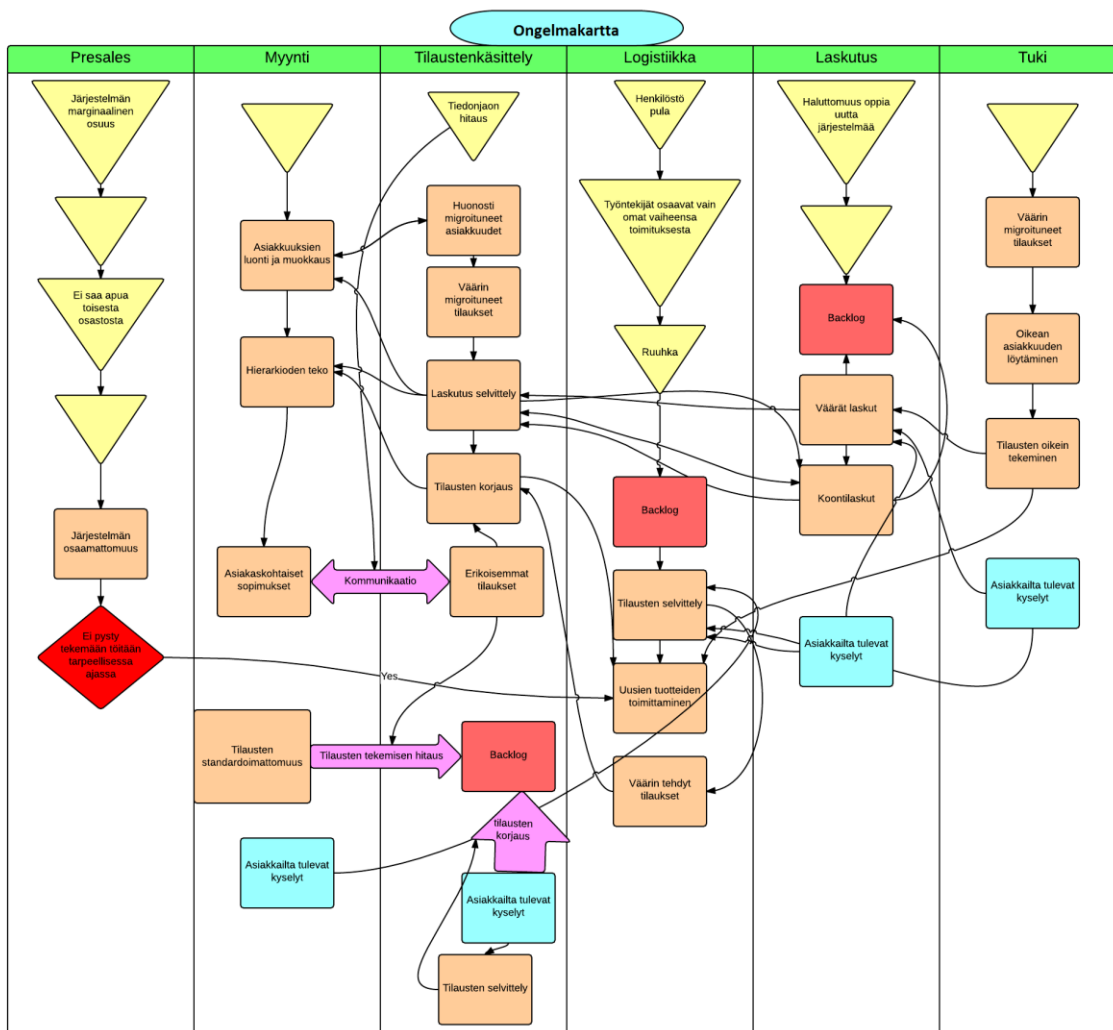 Ongelmakartta
Presales
Myynti
Tilaustenkäsittely
Logistiikka
Laskutus
Tuki
Järjestelmän
marginaalinen
osuus
Ei saa apua
toisesta
osastosta
Järjestelmän
osaamattomuus
Ei pysty
tekemään töitään
tarpeellisessa
ajassa
Yes
Asiakkuuksien
luonti ja muokkaus
Hierarkioden teko
Asiakaskohtaiset
sopimukset
Kommunikaatio
Tilausten
standardoimattomuus
Tilausten tekemisen hitaus
Asiakkailta tulevat
kyselyt
Tiedonjaon
hitaus
Huonosti
migroituneet
asiakkuudet
Väärin
migroituneet
tilaukset
Laskutus selvittely
Tilausten korjaus
Erikoisemmat
tilaukset
Backlog
tilausten
korjaus
Asiakkailta tulevat
kyselyt
Tilausten selvittely
Henkilöstö
pula
Työntekijät osaavat vain
omat vaiheensa
toimituksesta
Ruuhka
Backlog
Tilausten selvittely
Uusien tuotteiden
toimittaminen
Väärin tehdyt
tilaukset
Haluttomuus oppia
uutta
järjestelmää
Backlog
Väärät laskut
Koontilaskut
Asiakkailta tulevat
kyselyt
Väärin
migroituneet
tilaukset
Oikean
asiakkuuden
löytäminen
Tilausten oikein
tekeminen
Asiakkailta tulevat
kyselyt